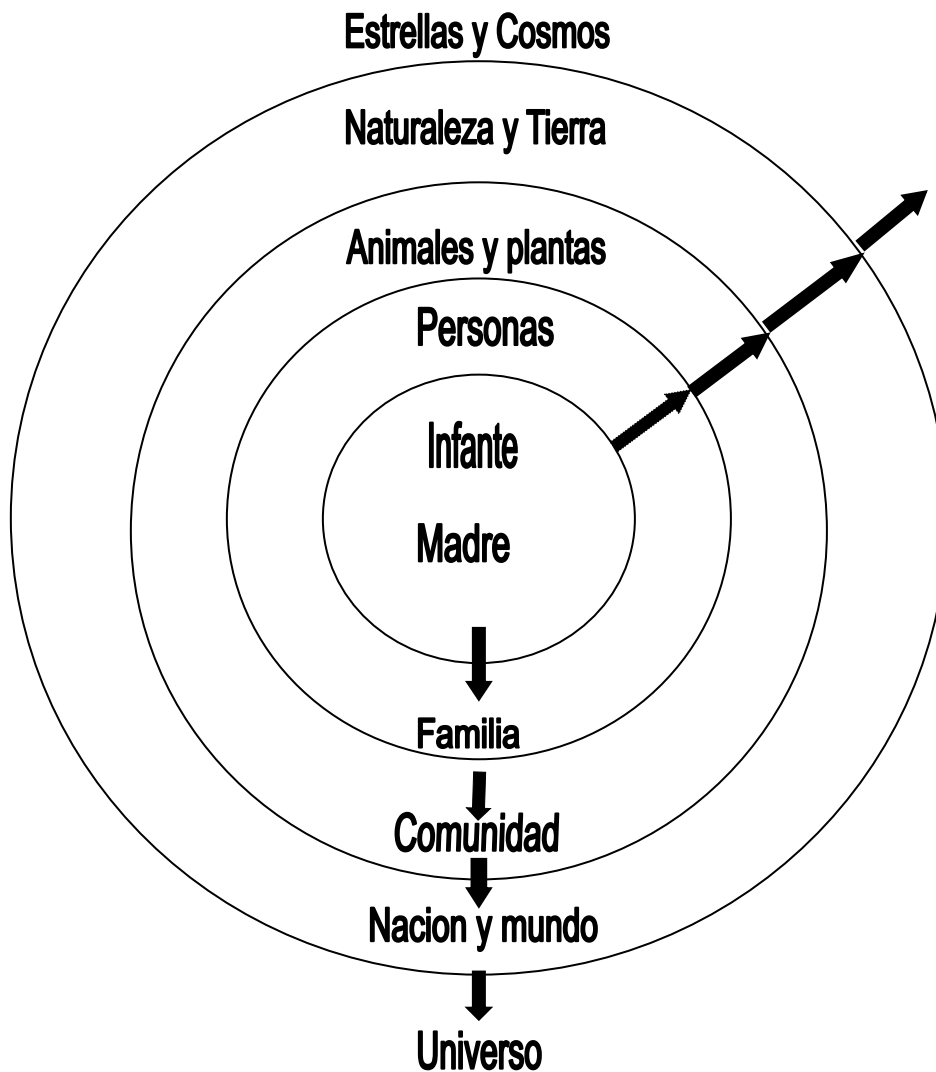 Estrellas y Cosmos
Naturaleza y Tierra
Animales y plantas
Personas
Infante
Madre
Familia
Comunidad
Nacion y mundo
Universo